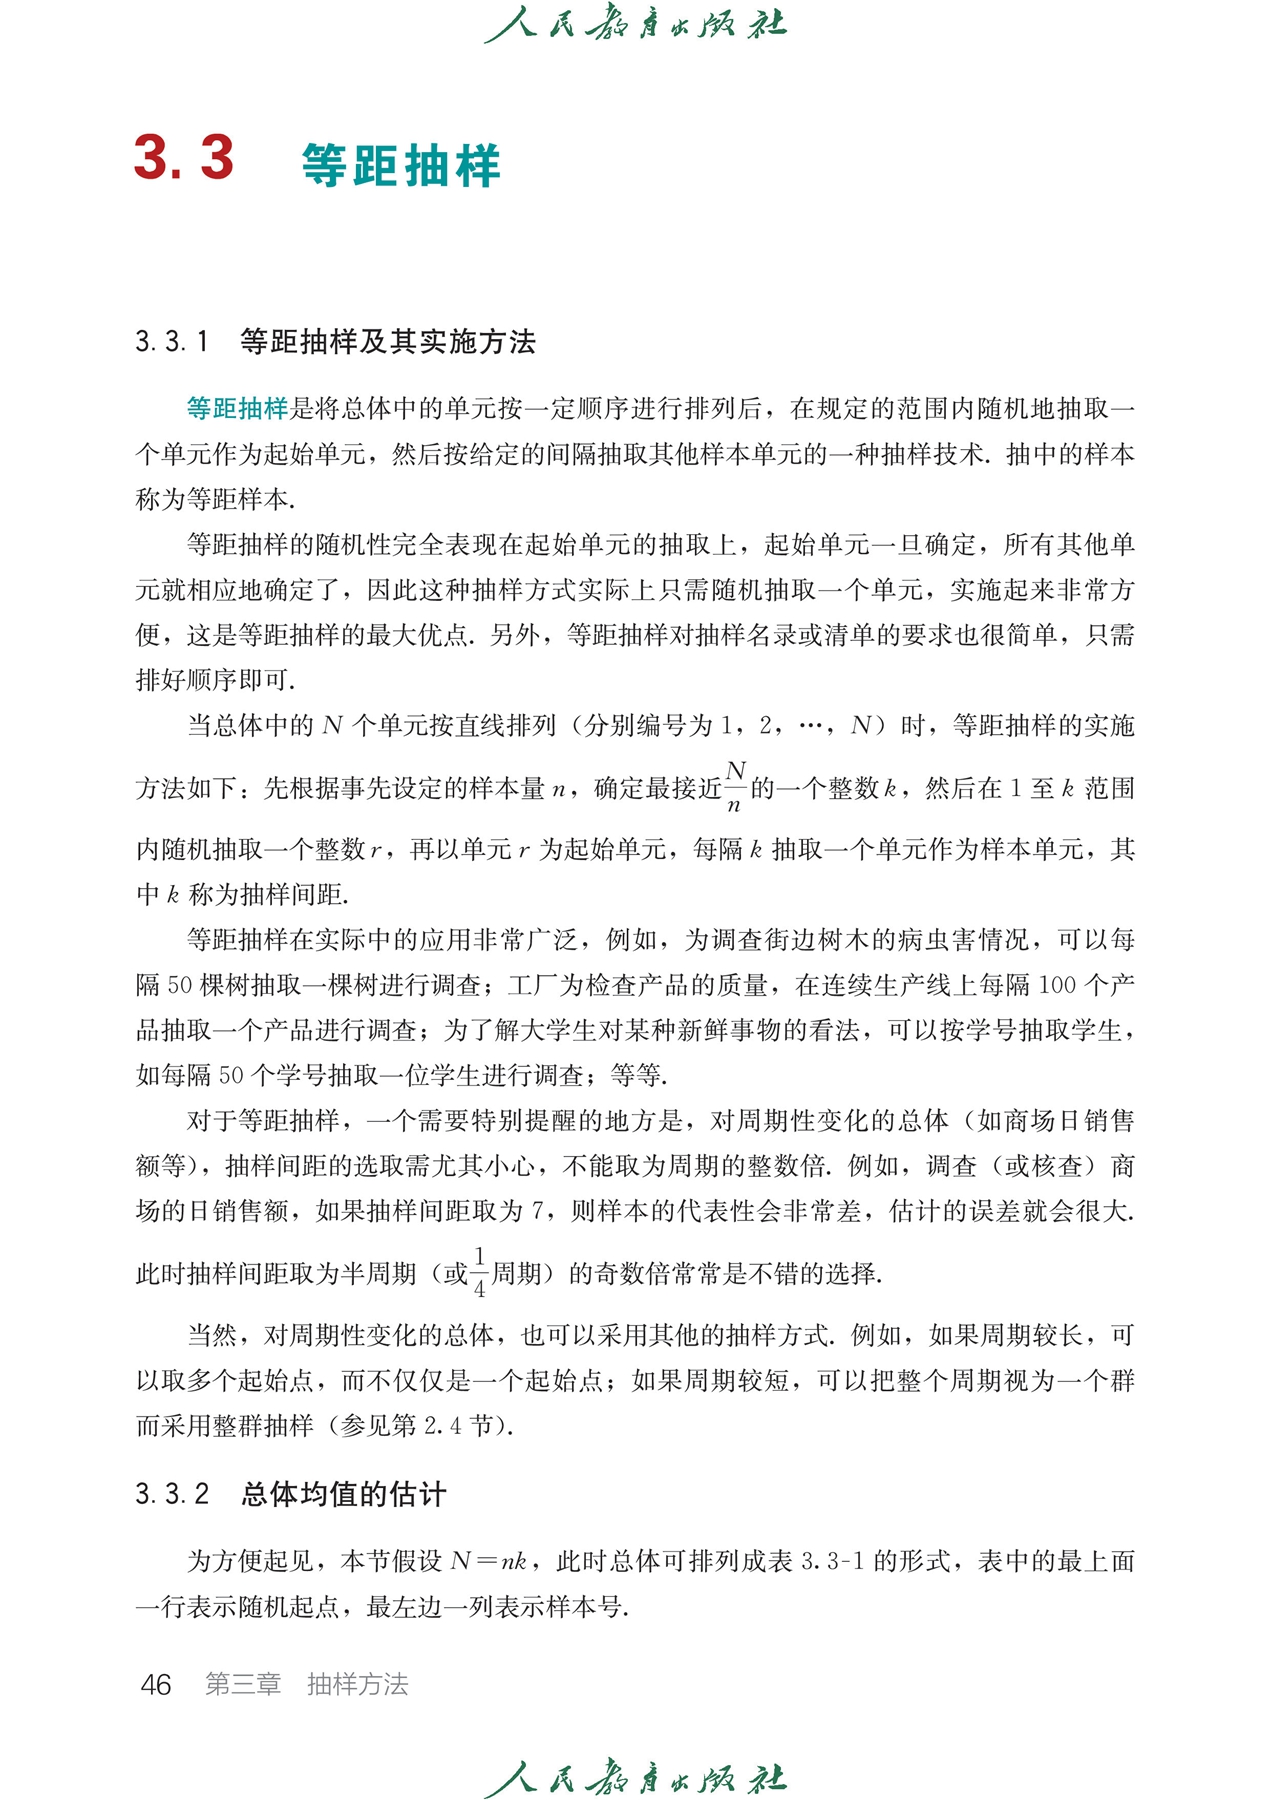 人民教育出版社
3.3 等距抽样
3.3.1 等距抽样及其实施方法
等距抽样是将总体中的单元按一定顺序进行排列后，在规定的范围内随机地抽取一
个单元作为起始单元，然后按给定的间隔抽取其他样本单元的一种抽样技术. 抽中的样本
称为等距样本.
等距抽样的随机性完全表现在起始单元的抽取上，起始单元一旦确定，所有其他单
元就相应地确定了，因此这种抽样方式实际上只需随机抽取一个单元，实施起来非常方
便，这是等距抽样的最大优点. 另外，等距抽样对抽样名录或清单的要求也很简单，只需
排好顺序即可.
当总体中的 N 个单元按直线排列（分别编号为 1，2，…，N）时，等距抽样的实施
方法如下：先根据事先设定的样本量 n，确定最接近 N/n 的一个整数 k，然后在 1 至 k 范围
内随机抽取一个整数 r，再以单元 r 为起始单元，每隔 k 抽取一个单元作为样本单元，其
中 k 称为抽样间距.
等距抽样在实际中的应用非常广泛，例如，为调查街边树木的病虫害情况，可以每
隔 50 棵树抽取一棵树进行调查；工厂为检查产品的质量，在连续生产线上每隔 100 个产
品抽取一个产品进行调查；为了解大学生对某种新鲜事物的看法，可以按学号抽取学生，
如每隔 50 个学号抽取一位学生进行调查；等等.
对于等距抽样，一个需要特别提醒的地方是，对周期性变化的总体（如商场日销售
额等），抽样间距的选取需尤其小心，不能取为周期的整数倍. 例如，调查（或核查）商
场的日销售额，如果抽样间距取为 7，则样本的代表性会非常差，估计的误差就会很大.
此时抽样间距取为半周期（或 1/4 周期）的奇数倍常常是不错的选择.
当然，对周期性变化的总体，也可以采用其他的抽样方式. 例如，如果周期较长，可
以取多个起始点，而不仅仅是一个起始点；如果周期较短，可以把整个周期视为一个群
而采用整群抽样（参见第 2.4 节）.
3.3.2 总体均值的估计
为方便起见，本节假设 N＝nk，此时总体可排列成表 3.3-1 的形式，表中的最上面
一行表示随机起点，最左边一列表示样本号.
46 第三章 抽样方法
人民教育出版社